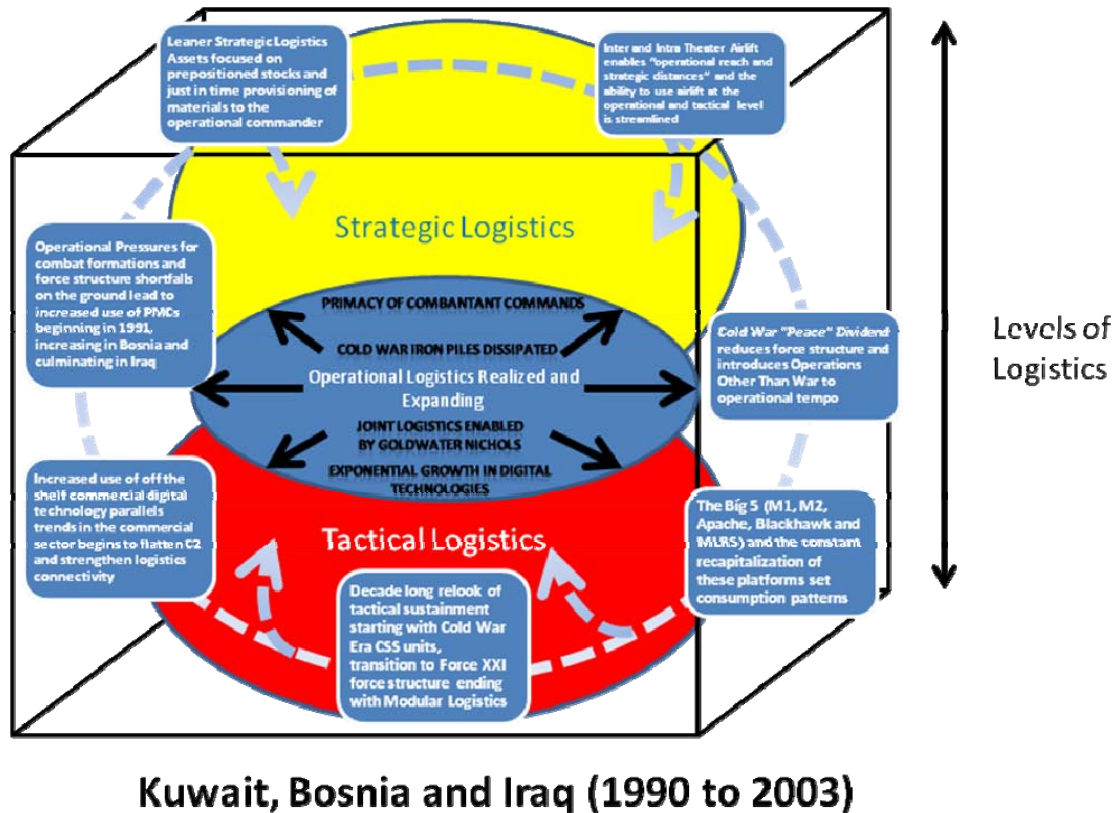 Leaner Strategic Logistics
Assets focused on
prepositioned stocks and
just in time provisioning of
materials to the
operational commander
Inter and Intra Theater Airlift
enables "operational reach and
strategic distances" and the
ability to use airlift at the
operational and tactical level
is streamlined
Strategic Logistics
Operational Pressures for
combat formations and
force structure shortfalls
on the ground lead to
increased use of PMCs
beginning in 1991,
increasing in Bosnia and
culminating in Iraq
PRIMACY OF COMBANTANT COMMANDS
COLD WAR IRON PILES DISSIPATED
Operational Logistics Realized and
Expanding
JOINT LOGISTICS ENABLED
BY GOLDWATER NICHOLS
EXPONENTIAL GROWTH IN DIGITAL
TECHNOLOGIES
Cold War "Peace" Dividend
reduces force structure and
introduces Operations
Other Than War to
operational tempo
Levels of
Logistics
Increased use of off the
shelf commercial digital
technology parallels
trends in the commercial
sector begins to flatten C2
and strengthen logistics
connectivity
Tactical Logistics
The Big 5 (M1, M2,
Apache, Blackhawk and
MLRS) and the constant
recapitalization of
these platforms set
consumption patterns
Decade long relook of
tactical sustainment
starting with Cold War
Era CSS units,
transition to Force XXI
force structure ending
with Modular Logistics
Kuwait, Bosnia and Iraq (1990 to 2003)